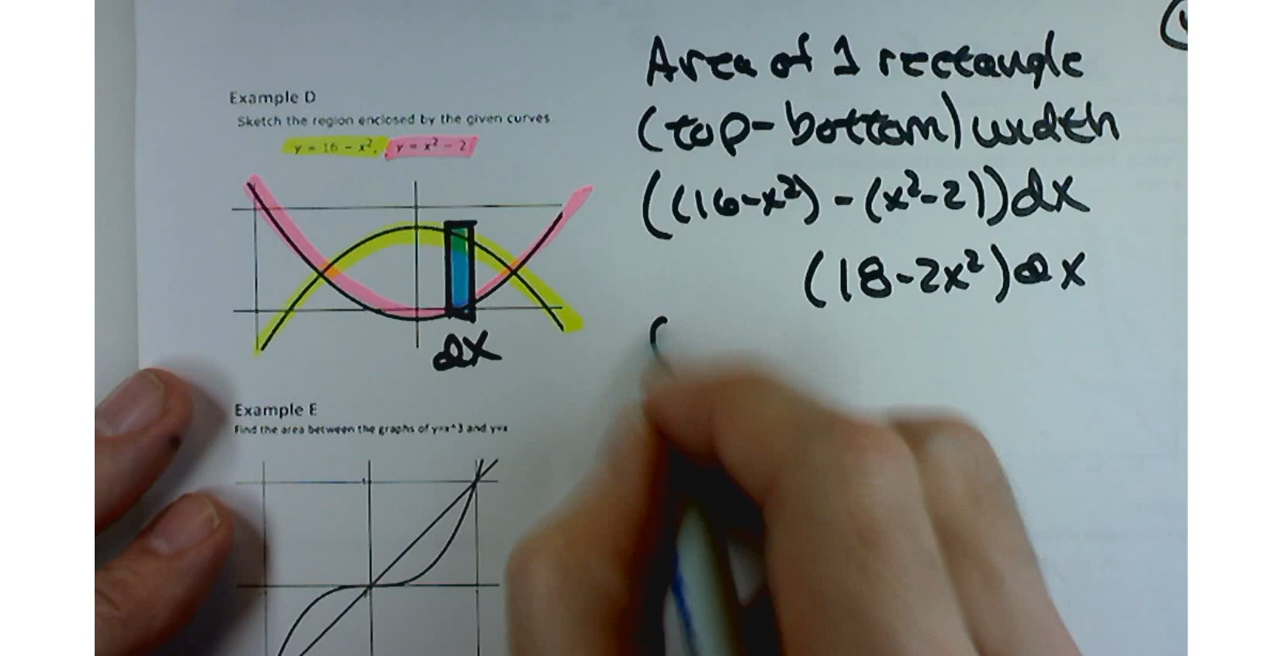 Example D
Sketch the region enclosed by the given curves
y = 16 − x², y = x² − 2
dx
Example E
Find the area between the graphs of y=x^3 and y=x
Area of 1 rectangle
(top-bottom) width
((16-x²) - (x²-2))dx
(18-2x²)dx